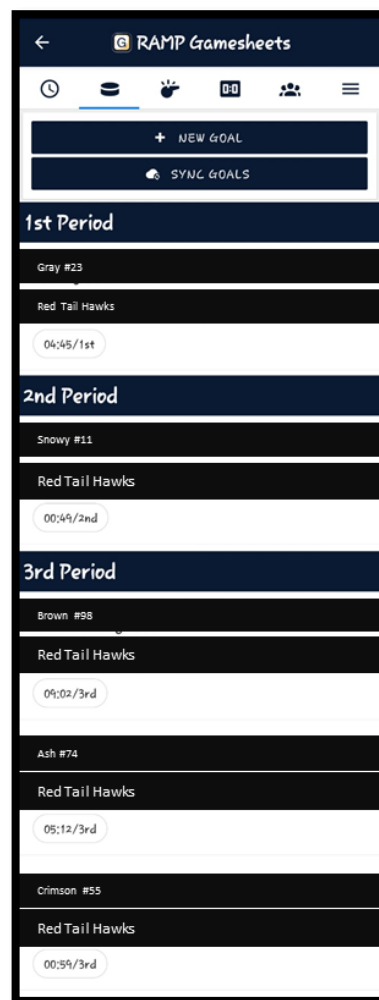 G RAMP Gamesheets
0:0
+ NEW GOAL
SYNC GOALS
1st Period
Gray #23
Red Tail Hawks
04:45/1st
2nd Period
Snowy #11
Red Tail Hawks
00:49/2nd
3rd Period
Brown #98
Red Tail Hawks
09:02/3rd
Ash #74
Red Tail Hawks
05:12/3rd
Crimson #55
Red Tail Hawks
00:59/3rd